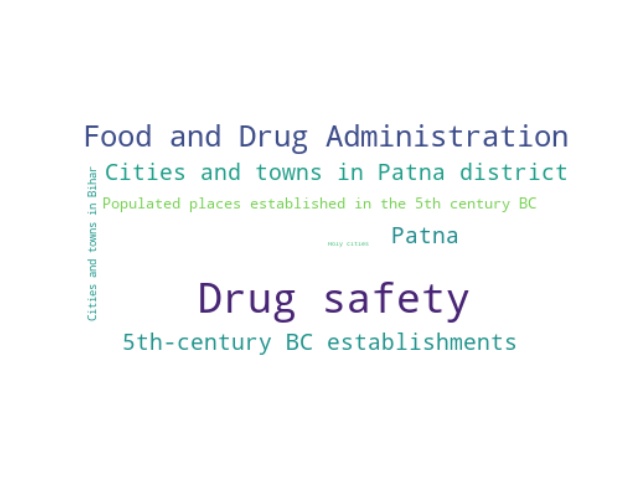 Food and Drug Administration
Cities and towns in Patna district
Cities and towns in Bihar
Populated places established in the 5th century BC
Patna
Holy cities
Drug safety
5th-century BC establishments